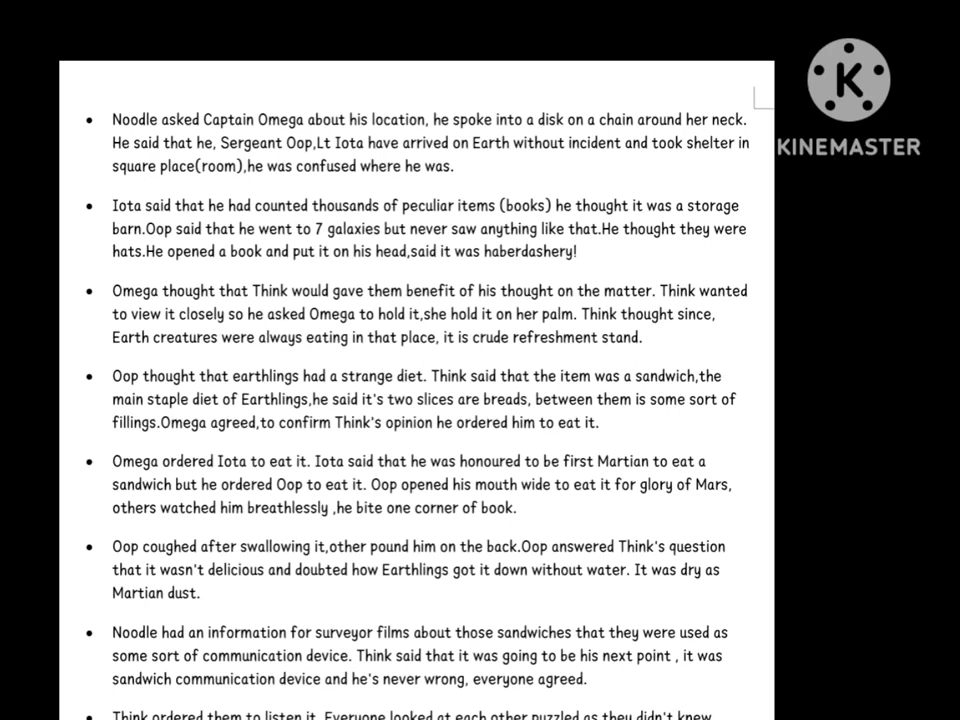 Noodle asked Captain Omega about his location, he spoke into a disk on a chain around her neck.
He said that he, Sergeant Oop,Lt Iota have arrived on Earth without incident and took shelter in
square place(room),he was confused where he was.
Iota said that he had counted thousands of peculiar items (books) he thought it was a storage
barn.Oop said that he went to 7 galaxies but never saw anything like that.He thought they were
hats.He opened a book and put it on his head,said it was haberdashery!
Omega thought that Think would gave them benefit of his thought on the matter. Think wanted
to view it closely so he asked Omega to hold it,she hold it on her palm. Think thought since,
Earth creatures were always eating in that place, it is crude refreshment stand.
Oop thought that earthlings had a strange diet. Think said that the item was a sandwich,the
main staple diet of Earthlings,he said it's two slices are breads, between them is some sort of
fillings.Omega agreed,to confirm Think's opinion he ordered him to eat it.
Omega ordered Iota to eat it. Iota said that he was honoured to be first Martian to eat a
sandwich but he ordered Oop to eat it. Oop opened his mouth wide to eat it for glory of Mars,
others watched him breathlessly ,he bite one corner of book.
Oop coughed after swallowing it,other pound him on the back.Oop answered Think's question
that it wasn't delicious and doubted how Earthlings got it down without water. It was dry as
Martian dust.
Noodle had an information for surveyor films about those sandwiches that they were used as
some sort of communication device. Think said that it was going to be his next point , it was
sandwich communication device and he's never wrong, everyone agreed.
Think ordered them to listen it. Everyone looked at each other puzzled as they didn't knew
K
KINEMASTER